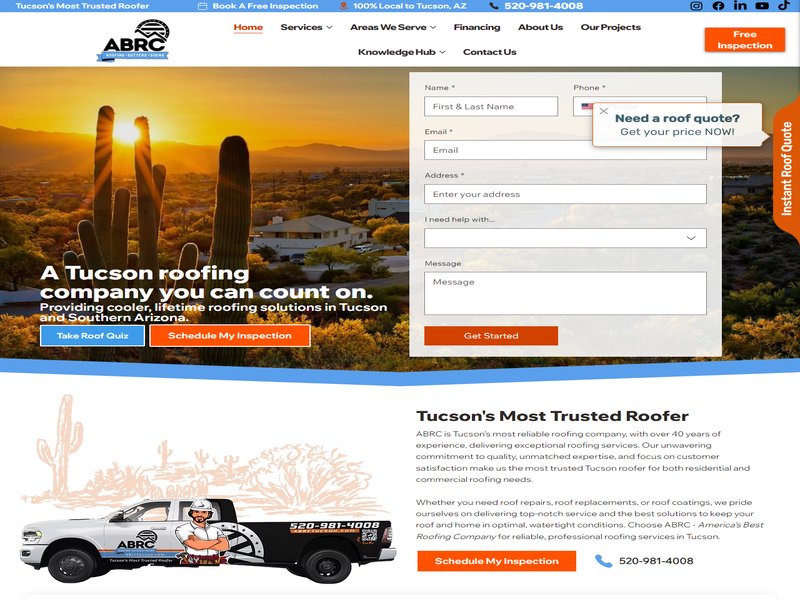 Tucson's Most Trusted Roofer
Book A Free Inspection
100% Local to Tucson, AZ
520-981-4008
ABRC
ROOFING • GUTTERS • SIDING
Home
Services
Areas We Serve
Financing
About Us
Our Projects
Knowledge Hub
Contact Us
Free
Inspection
Name *
First & Last Name
Phone *
Need a roof quote?
Get your price NOW!
Instant Roof Quote
Email *
Email
Address *
Enter your address
I need help with...
Message
Message
Get Started
A Tucson roofing
company you can count on.
Providing cooler, lifetime roofing solutions in Tucson
and Southern Arizona.
Take Roof Quiz
Schedule My Inspection
Tucson's Most Trusted Roofer
ABRC is Tucson's most reliable roofing company, with over 40 years of
experience, delivering exceptional roofing services. Our unwavering
commitment to quality, unmatched expertise, and focus on customer
satisfaction make us the most trusted Tucson roofer for both residential and
commercial roofing needs.
Whether you need roof repairs, roof replacements, or roof coatings, we pride
ourselves on delivering top-notch service and the best solutions to keep your
roof and home in optimal, watertight conditions. Choose ABRC - America's Best
Roofing Company for reliable, professional roofing services in Tucson.
Schedule My Inspection
520-981-4008
520-981-4008
ABRCTUCSON.COM
ABRC
abrctucson.com
Tucson's Most Trusted Roofer